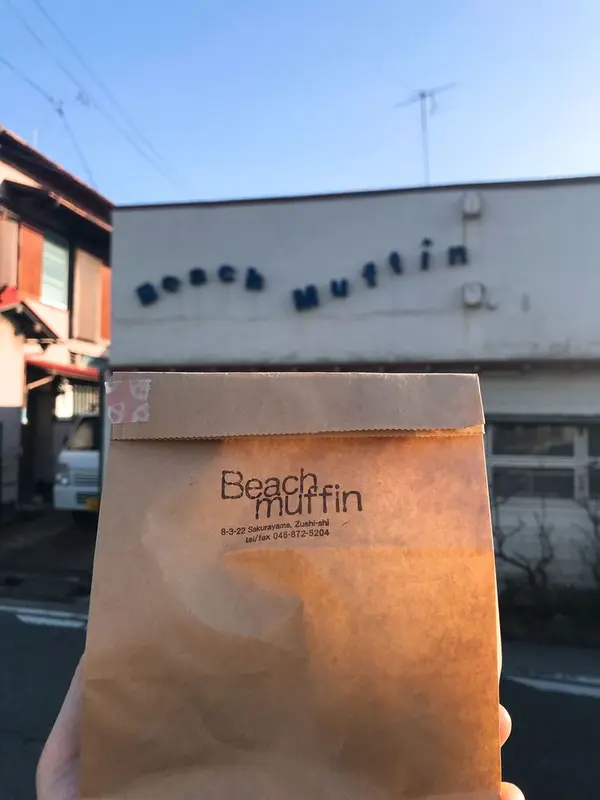 Beach Muffin
Beach
muffin
8-3-22 Sakurayama, Zushi-shi
tel/fax 046-872-5204